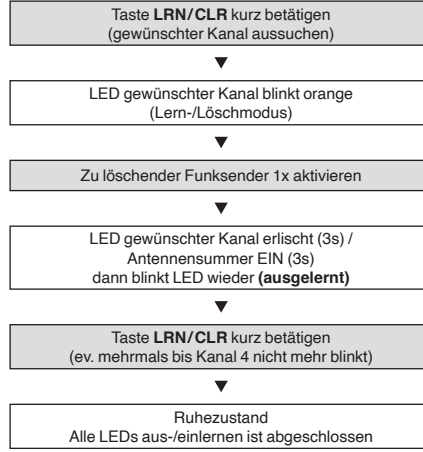 Taste LRN/CLR kurz betätigen
(gewünschter Kanal aussuchen)
LED gewünschter Kanal blinkt orange
(Lern-/Löschmodus)
Zu löschender Funksender 1x aktivieren
LED gewünschter Kanal erlischt (3s) /
Antennensummer EIN (3s)
dann blinkt LED wieder (ausgelernt)
Taste LRN/CLR kurz betätigen
(ev. mehrmals bis Kanal 4 nicht mehr blinkt)
Ruhezustand
Alle LEDs aus-/einlernen ist abgeschlossen